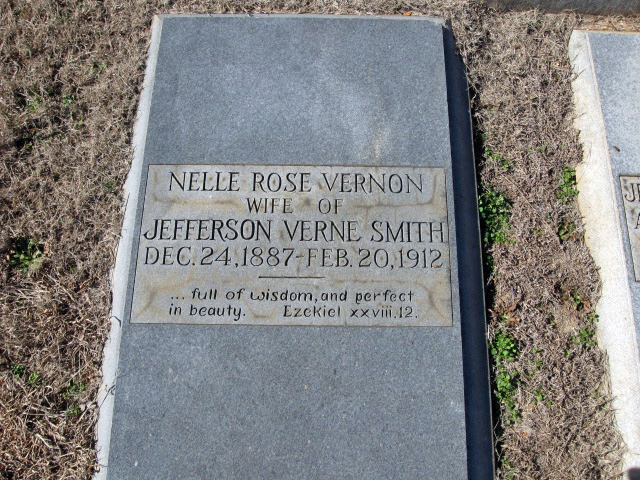 NELLE ROSE VERNON
WIFE OF
JEFFERSON VERNE SMITH
DEC. 24, 1887-FEB. 20, 1912
... full of wisdom, and perfect
in beauty. Ezekiel xxviii. 12.